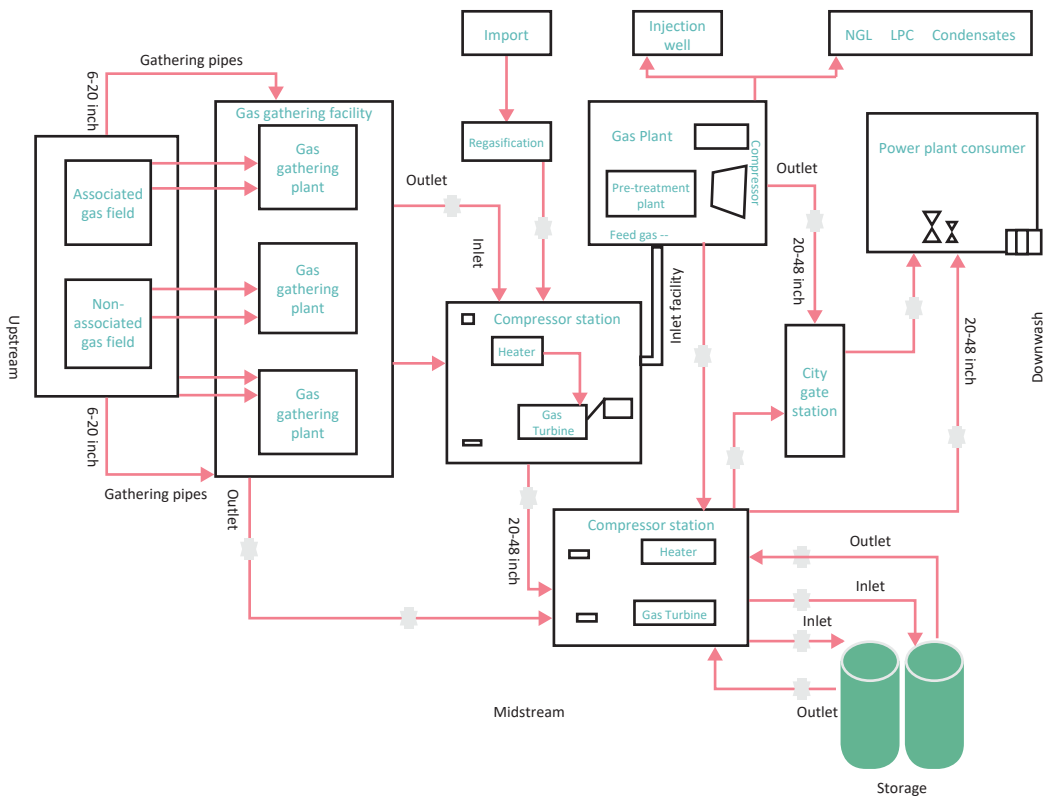 Import
Injection
well
NGL LPC Condensates
Gathering pipes
6-20 inch
Gas gathering facility
Gas
gathering
plant
Associated
gas field
Regasification
Gas Plant
Compressor
Pre-treatment
plant
Feed gas --
Outlet
Power plant consumer
Outlet
Inlet
20-48 inch
Gas
gathering
plant
Non-
associated
gas field
Upstream
Compressor station
Heater
Gas
Turbine
Inlet facility
20-48 inch
Downwash
City
gate
station
Gas
gathering
plant
6-20 inch
Gathering pipes
Outlet
20-48 inch
Compressor station
Heater
Gas Turbine
Outlet
Inlet
Inlet
Outlet
Midstream
Storage